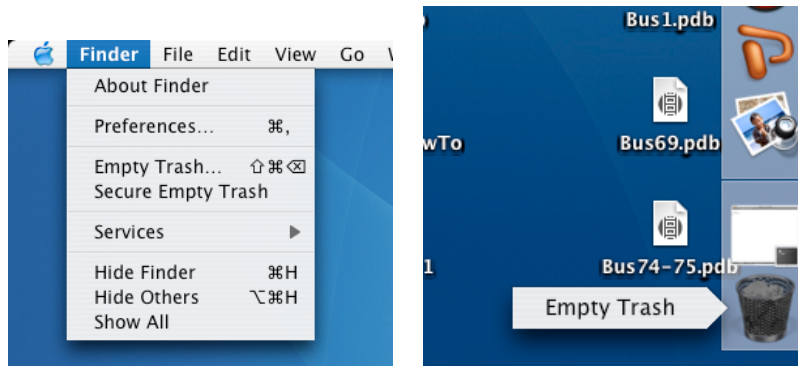 Finder File Edit View Go
About Finder
Preferences... ⌘,
Empty Trash... ⇧⌘⌫
Secure Empty Trash
Services ▶
Hide Finder ⌘H
Hide Others ⌥⌘H
Show All
Bus1.pdb
wTo
Bus69.pdb
1
Bus74-75.pdb
Empty Trash